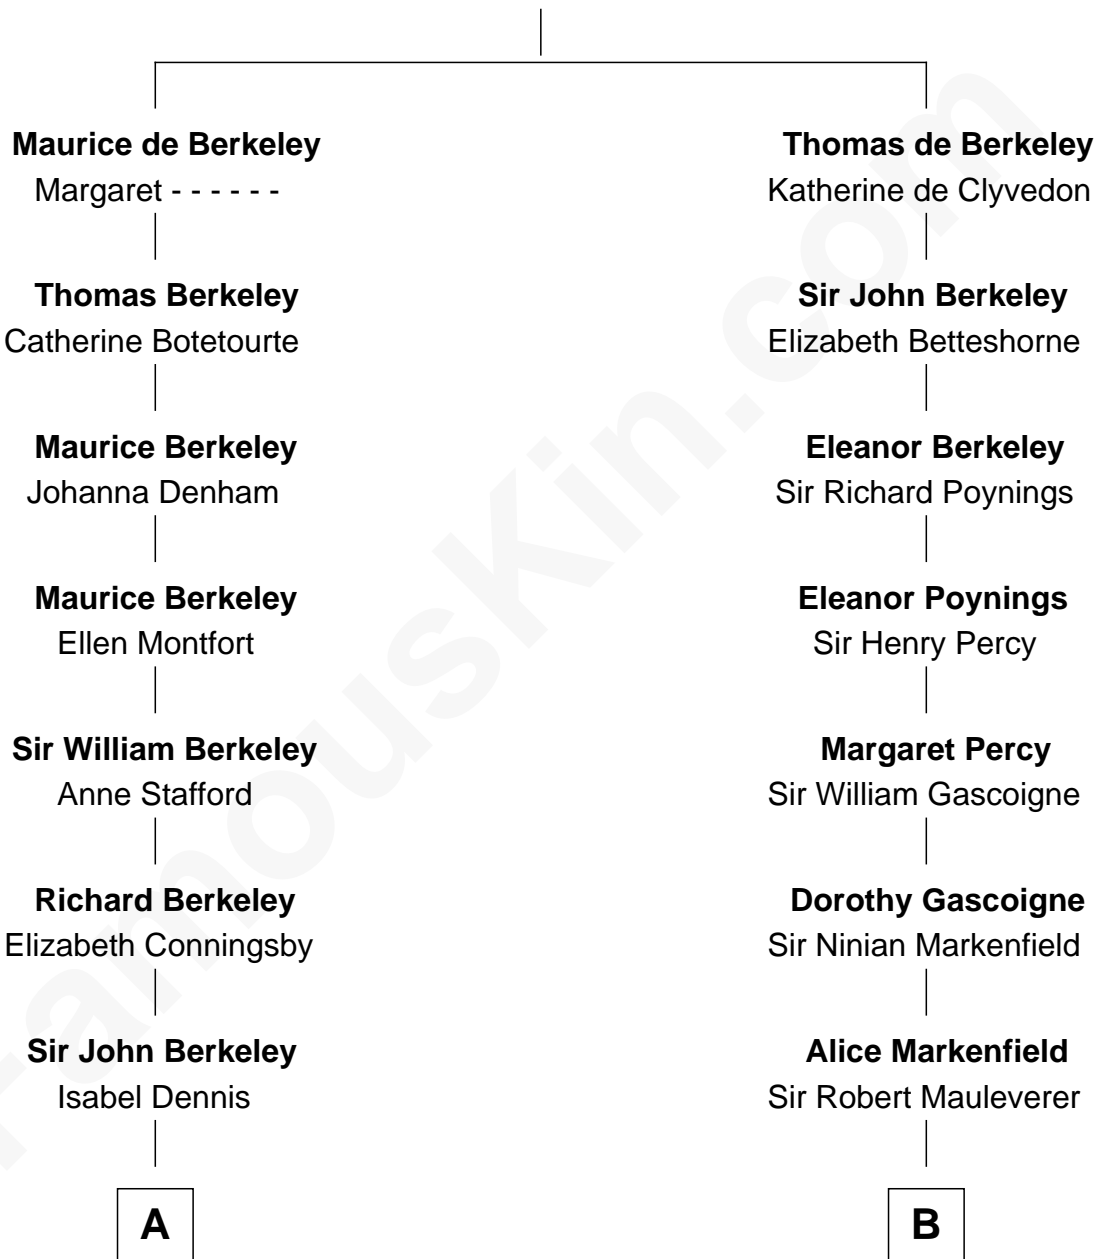 Maurice de Berkeley
Margaret - - - - - -
Thomas Berkeley
Catherine Botetourte
Maurice Berkeley
Johanna Denham
Maurice Berkeley
Ellen Montfort
Sir William Berkeley
Anne Stafford
Richard Berkeley
Elizabeth Conningsby
Sir John Berkeley
Isabel Dennis
A
Thomas de Berkeley
Katherine de Clyvedon
Sir John Berkeley
Elizabeth Betteshorne
Eleanor Berkeley
Sir Richard Poynings
Eleanor Poynings
Sir Henry Percy
Margaret Percy
Sir William Gascoigne
Dorothy Gascoigne
Sir Ninian Markenfield
Alice Markenfield
Sir Robert Mauleverer
B
FamousKin.com